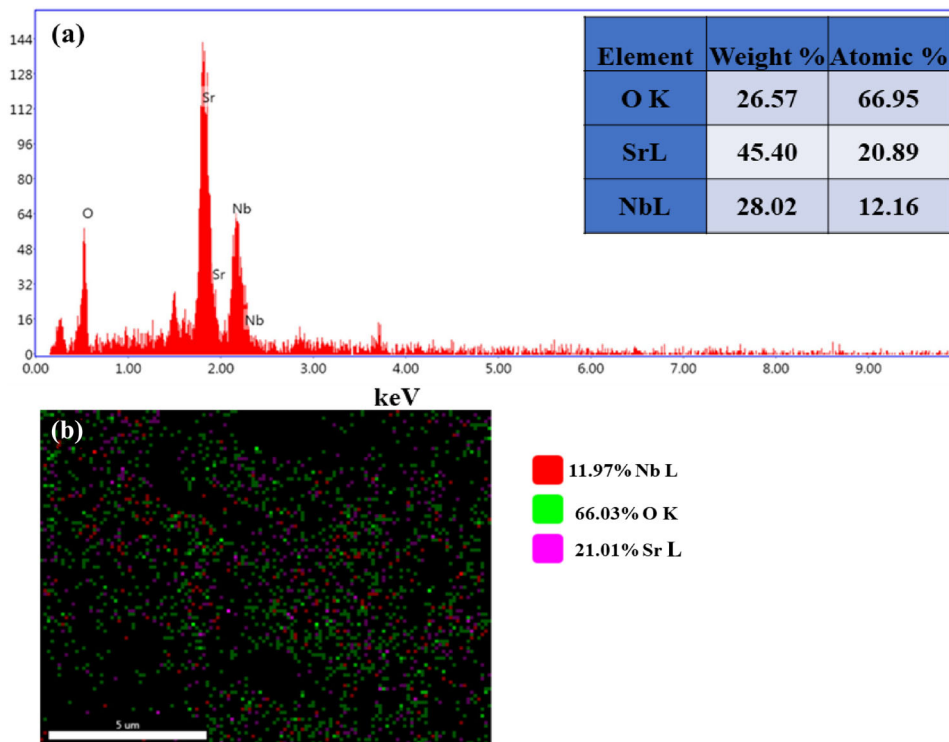 (a)
144
128
112
96
80
64
48
32
16
0
Sr
O
Nb
Sr
Nb
0.00 1.00 2.00 3.00 4.00 5.00 6.00 7.00 8.00 9.00
keV
Element Weight % Atomic %
O K 26.57 66.95
SrL 45.40 20.89
NbL 28.02 12.16
(b)
5 um
11.97% Nb L
66.03% O K
21.01% Sr L